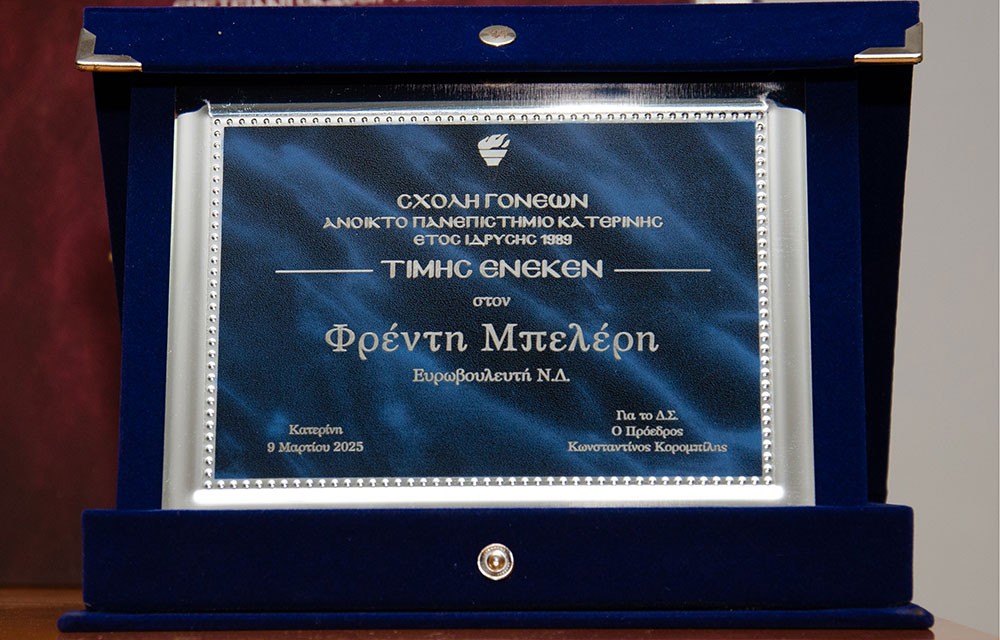 ΣΧΟΛΗ ΓΟΝΕΩΝ
ΑΝΟΙΚΤΟ ΠΑΝΕΠΙΣΤΗΜΙΟ ΚΑΤΕΡΙΝΗΣ
ΕΤΟΣ ΙΔΡΥΣΗΣ 1989
ΤΙΜΗΣ ΕΝΕΚΕΝ
στον
Φρέντη Μπελέρη
Ευρωβουλευτή Ν.Δ.
Κατερίνη
9 Μαρτίου 2025
Για το Δ.Σ.
Ο Πρόεδρος
Κωνσταντίνος Κορομπίλης